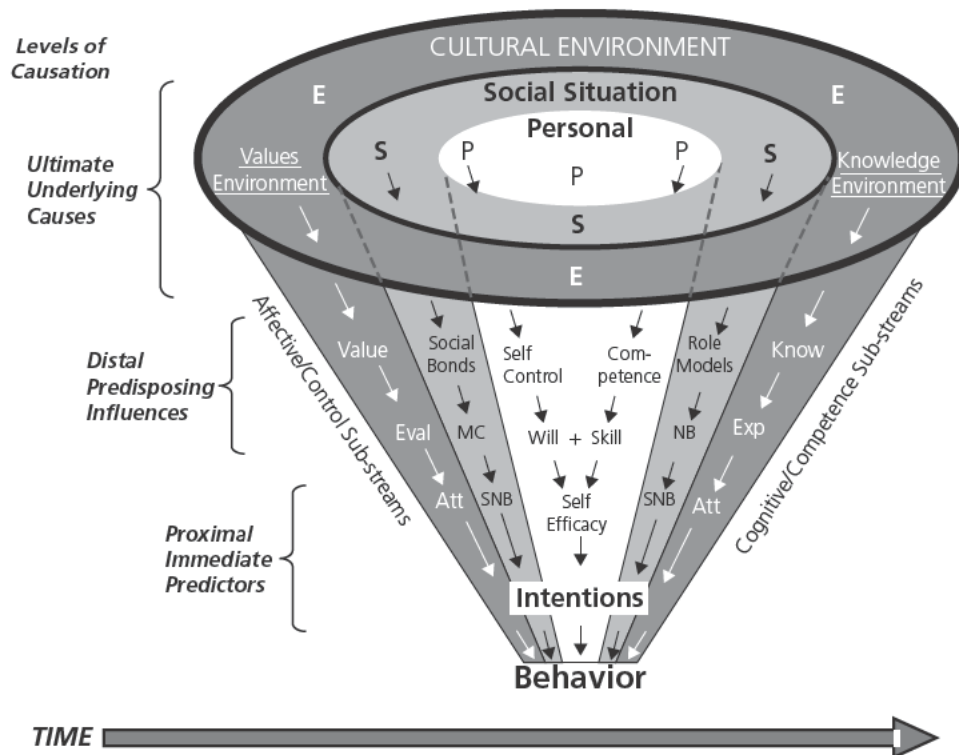 Levels of
Causation
CULTURAL ENVIRONMENT
E
E
Social Situation
Personal
S
P
P
S
P
Values
Environment
Knowledge
Environment
S
E
Ultimate
Underlying
Causes
Affective/Control Sub-streams
Cognitive/Competence Sub-streams
Distal
Predisposing
Influences
Value
Social
Bonds
Self
Control
Com-
petence
Role
Models
Know
Eval
MC
Will + Skill
NB
Exp
Att
SNB
Self
Efficacy
SNB
Att
Proximal
Immediate
Predictors
Intentions
Behavior
TIME